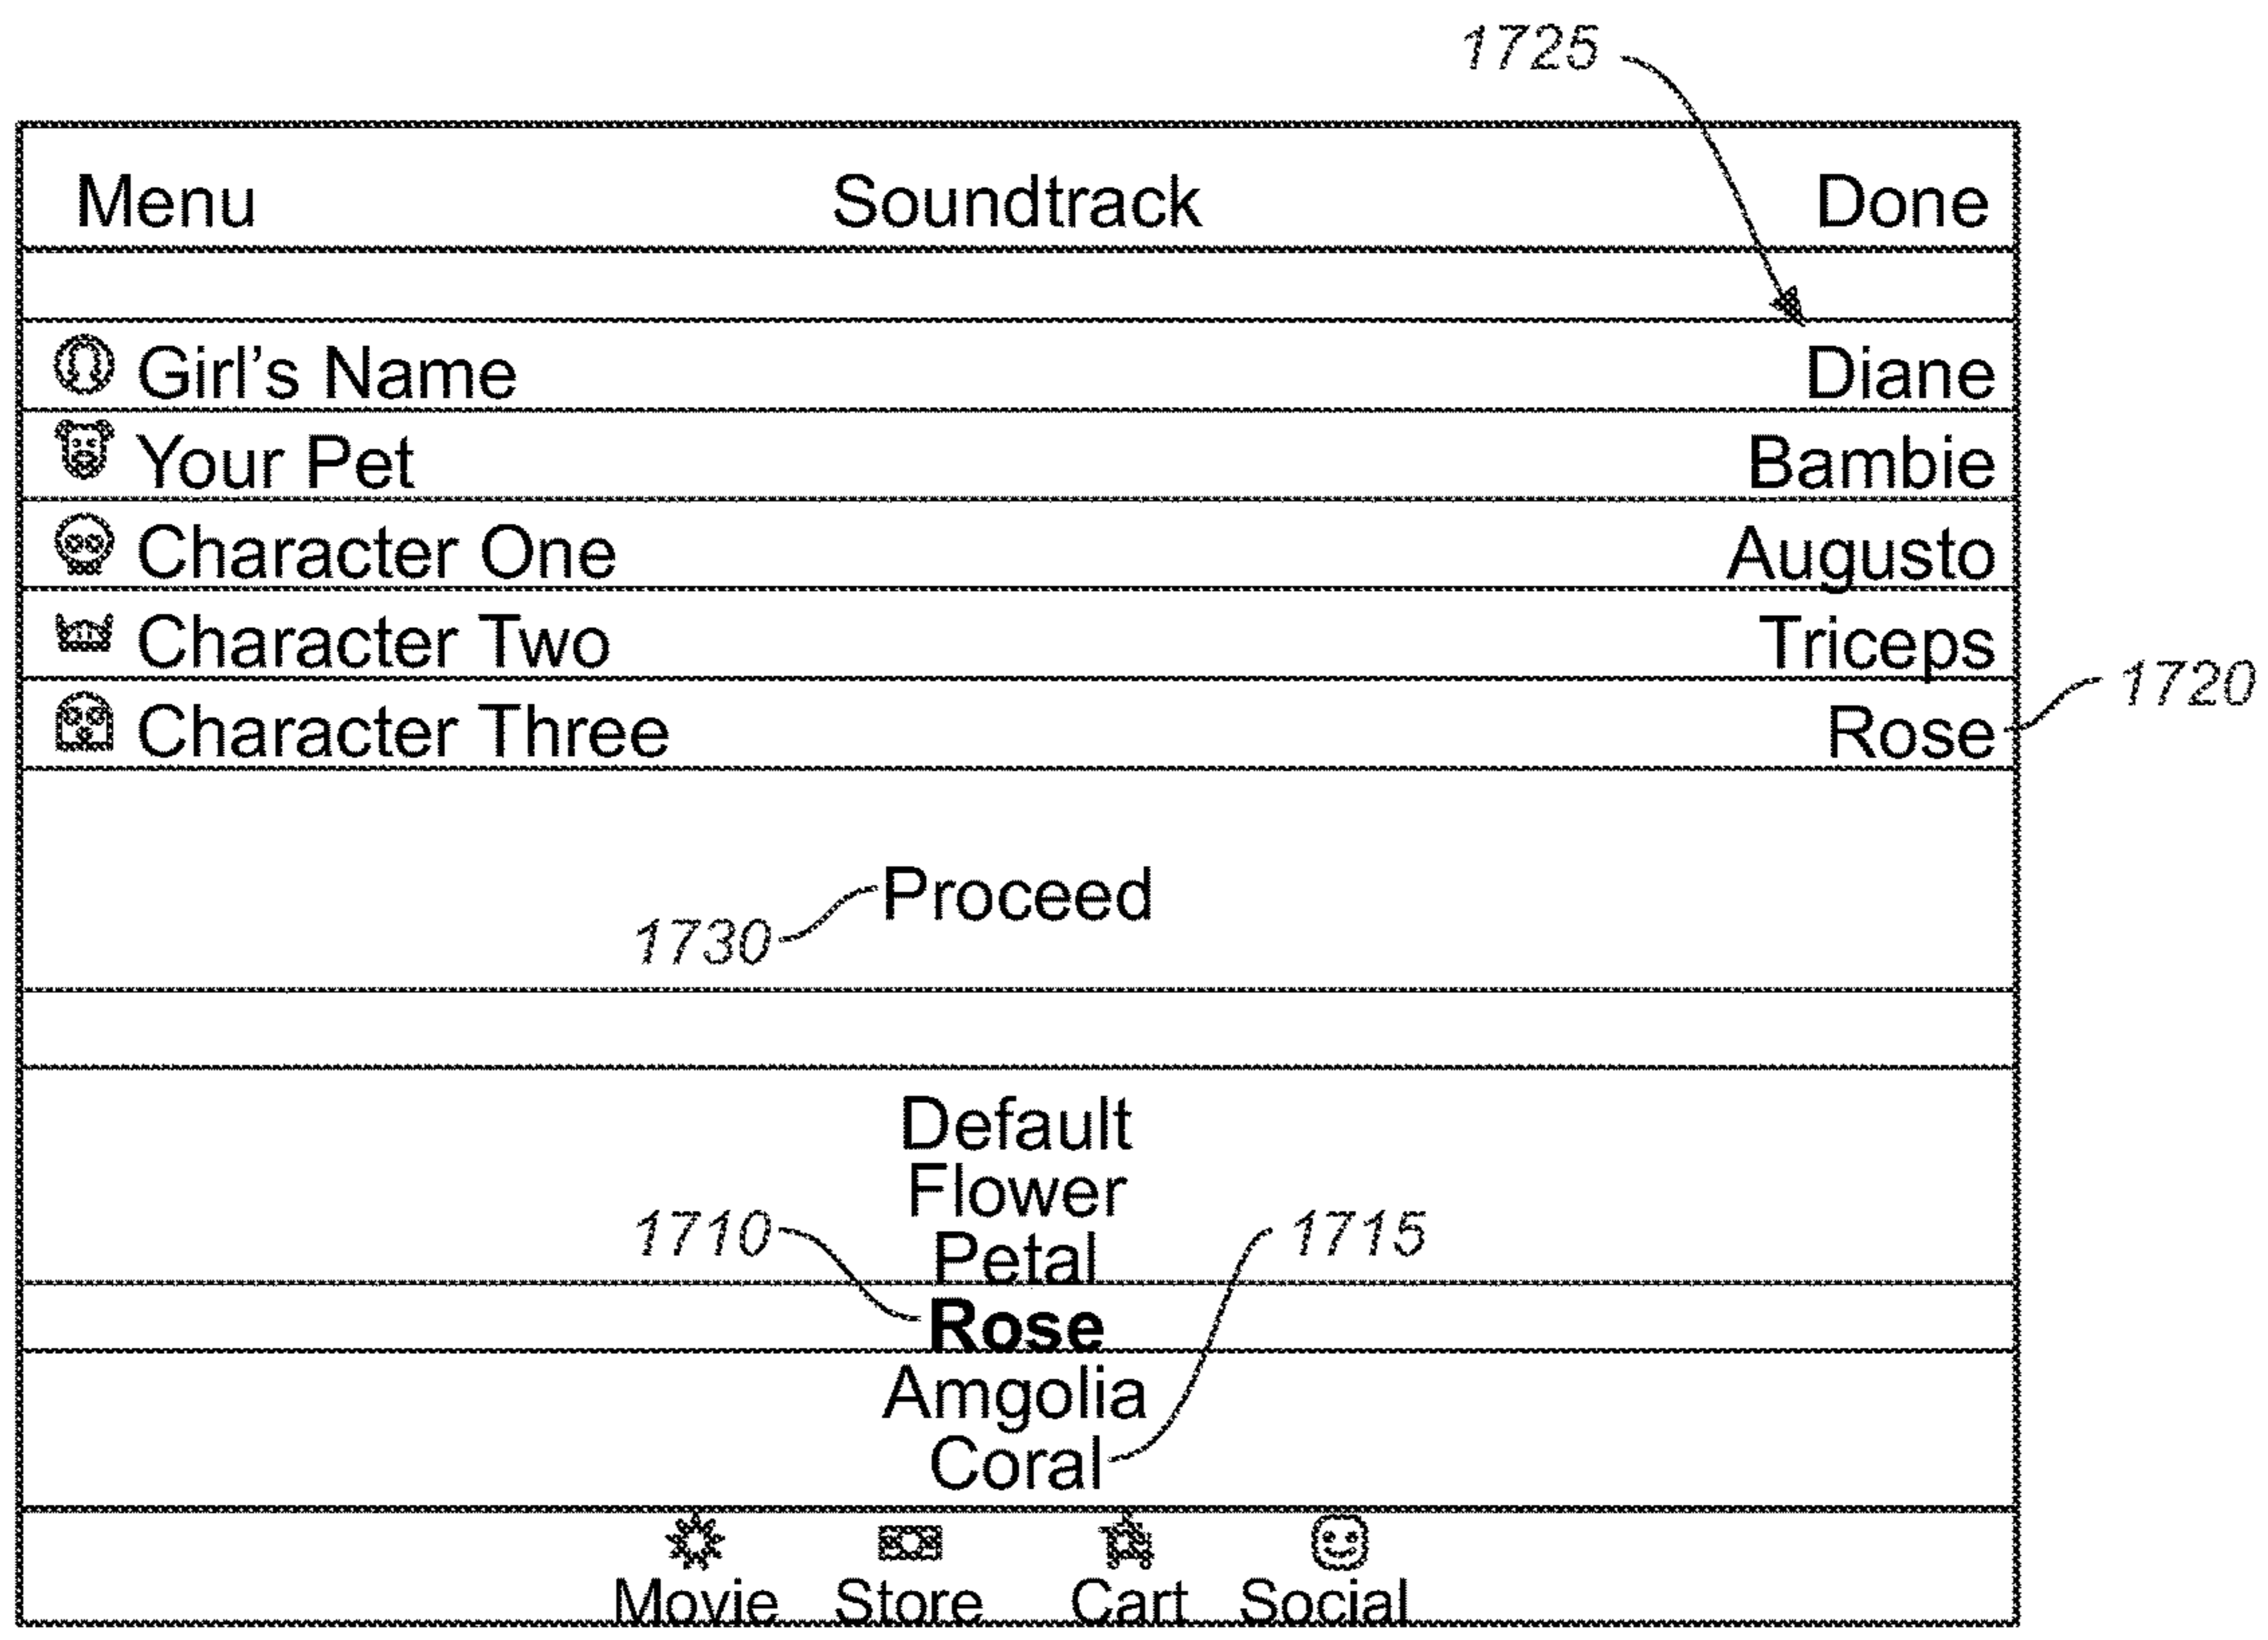 1725
Menu Soundtrack Done
Girl's Name Diane
Your Pet Bambie
Character One Augusto
Character Two Triceps
Character Three Rose 1720
Proceed
1730
Default
Flower
1710 Petal 1715
Rose
Amgolia
Coral
Movie Store Cart Social